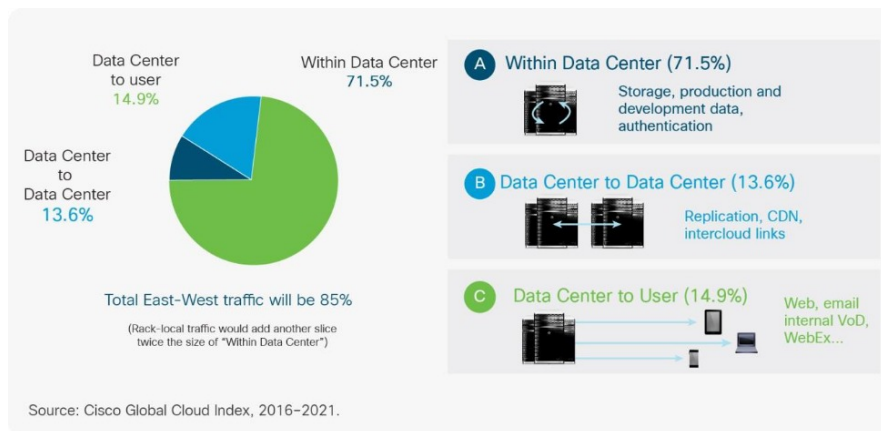 Data Center
to user
14.9%
Within Data Center
71.5%
Data Center
to
Data Center
13.6%
Total East-West traffic will be 85%
(Rack-local traffic would add another slice
twice the size of "Within Data Center")
A Within Data Center (71.5%)
Storage, production and
development data,
authentication
B Data Center to Data Center (13.6%)
Replication, CDN,
intercloud links
C Data Center to User (14.9%)
Web, email
internal VoD,
WebEx...
Source: Cisco Global Cloud Index, 2016–2021.